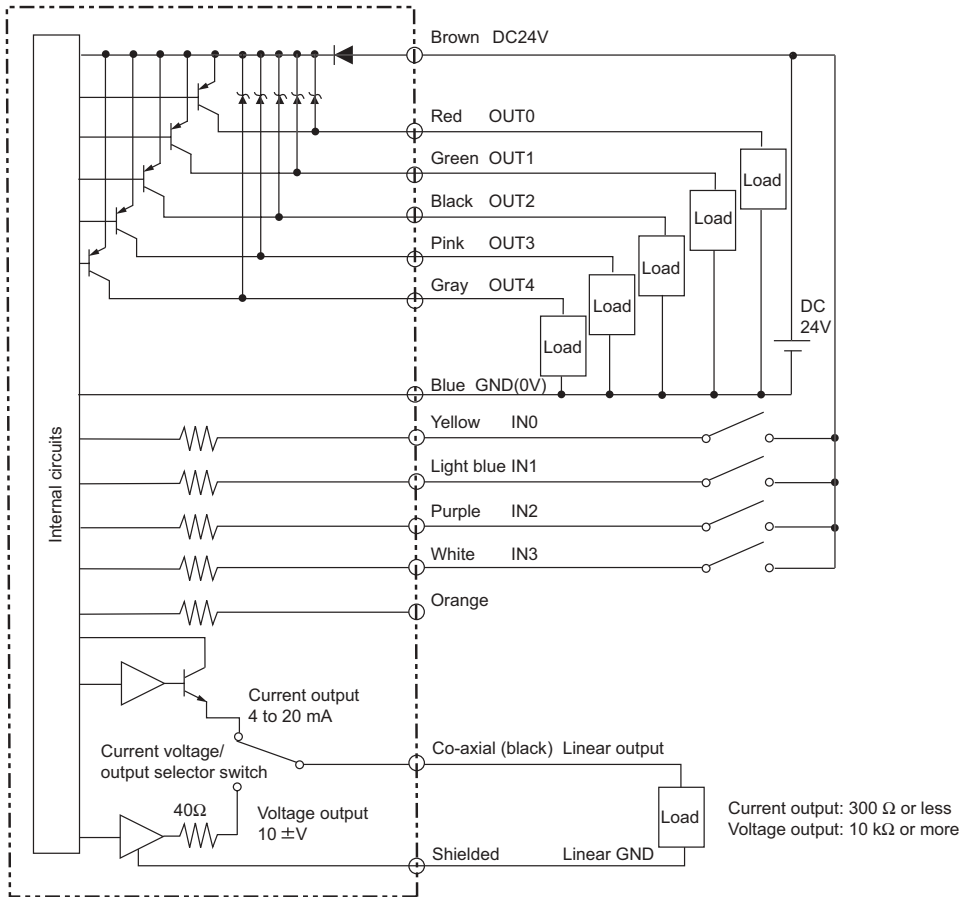 Brown DC24V
Red OUT0
Green OUT1
Load
Black OUT2
Load
Pink OUT3
Load
Gray OUT4
Load
DC
24V
Load
Blue GND(0V)
Yellow IN0
Internal circuits
Light blue IN1
Purple IN2
White IN3
Orange
Current output
4 to 20 mA
Current voltage/
output selector switch
Co-axial (black) Linear output
40Ω
Voltage output
10 ±V
Load
Current output: 300 Ω or less
Voltage output: 10 kΩ or more
Shielded Linear GND